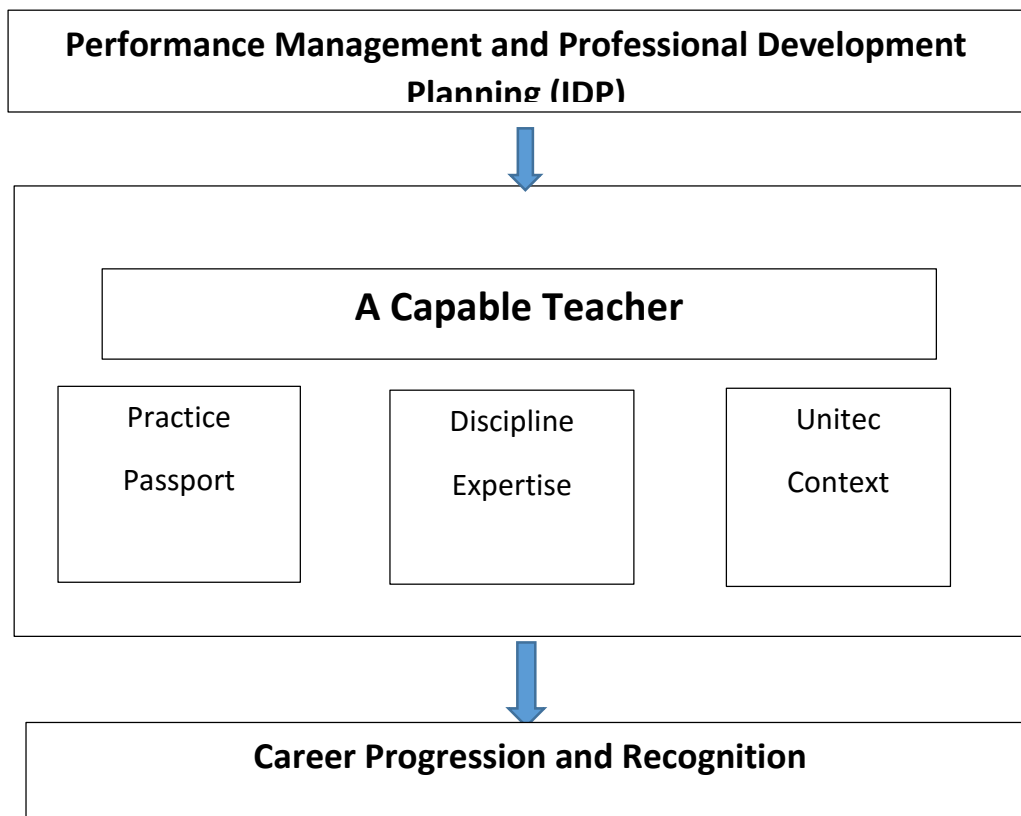 Performance Management and Professional Development
Planning (IDP)
A Capable Teacher
Practice
Passport
Discipline
Expertise
Unitec
Context
Career Progression and Recognition